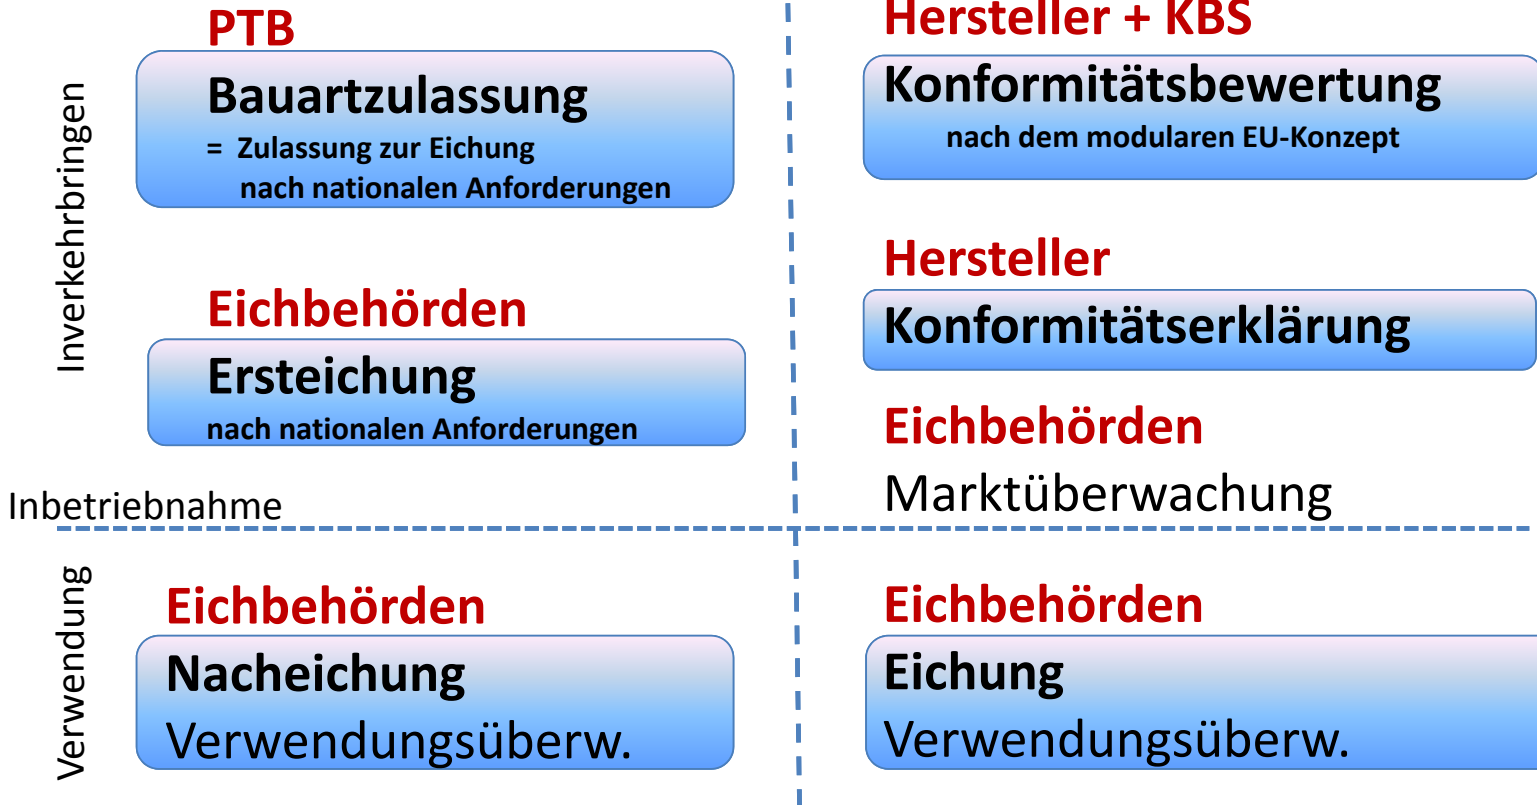 PTB
Bauartzulassung
= Zulassung zur Eichung
nach nationalen Anforderungen
Eichbehörden
Ersteichung
nach nationalen Anforderungen
Hersteller + KBS
Konformitätsbewertung
nach dem modularen EU-Konzept
Hersteller
Konformitätserklärung
Eichbehörden
Marktüberwachung
Inverkehrbringen
Inbetriebnahme
Verwendung
Eichbehörden
Nacheichung
Verwendungsüberw.
Eichbehörden
Eichung
Verwendungsüberw.